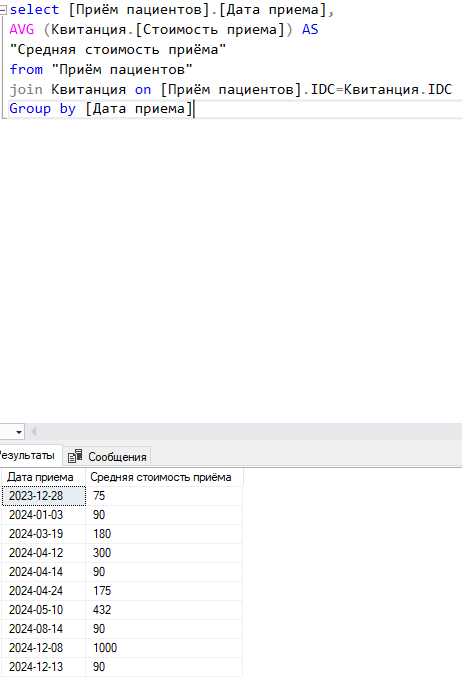 select [Приём пациентов].[Дата приема],
AVG (Квитанция.[Стоимость приема]) AS
"Средняя стоимость приёма"
from "Приём пациентов"
join Квитанция on [Приём пациентов].IDC=Квитанция.IDC
Group by [Дата приема]
Результаты Сообщения
Дата приема Средняя стоимость приёма
2023-12-28 75
2024-01-03 90
2024-03-19 180
2024-04-12 300
2024-04-14 90
2024-04-24 175
2024-05-10 432
2024-08-14 90
2024-12-08 1000
2024-12-13 90